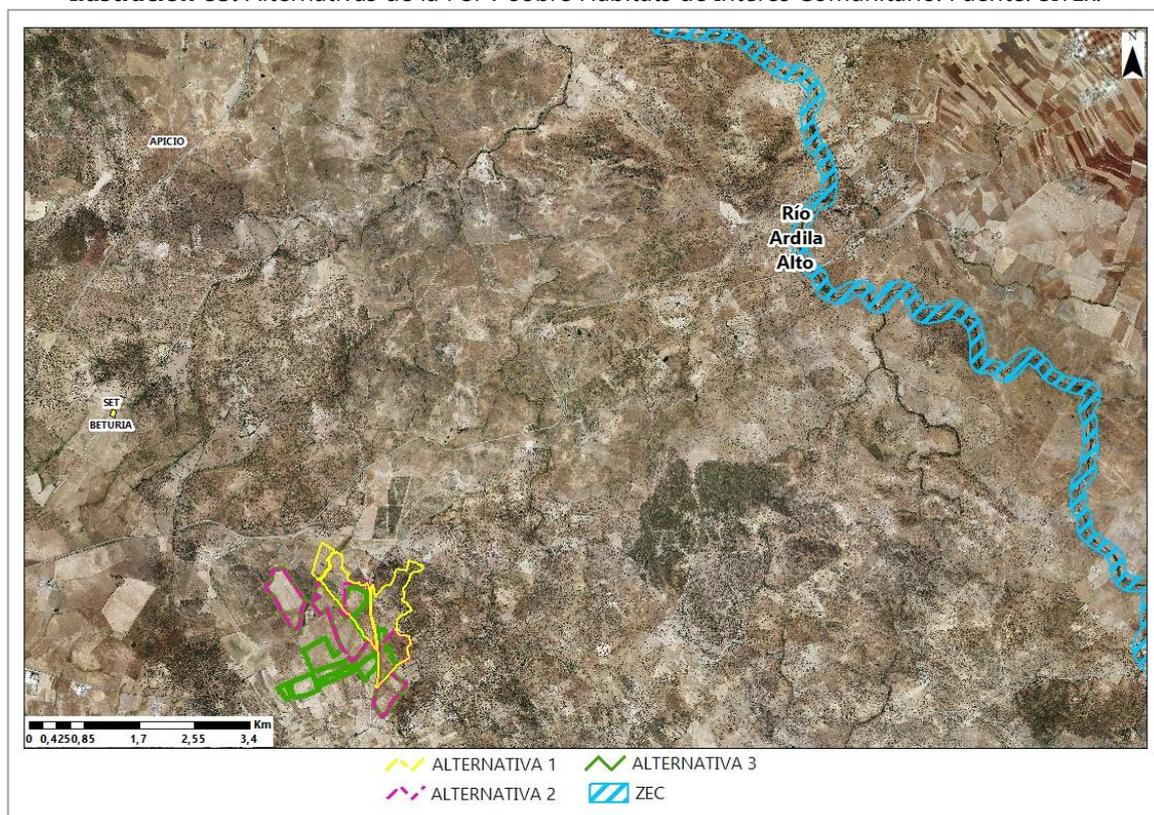 N
APICIO
Río
Ardila
Alto
SET
BETURIA
Km
0 0,4250,85 1,7 2,55 3,4
ALTERNATIVA 1
ALTERNATIVA 3
ALTERNATIVA 2
ZEC